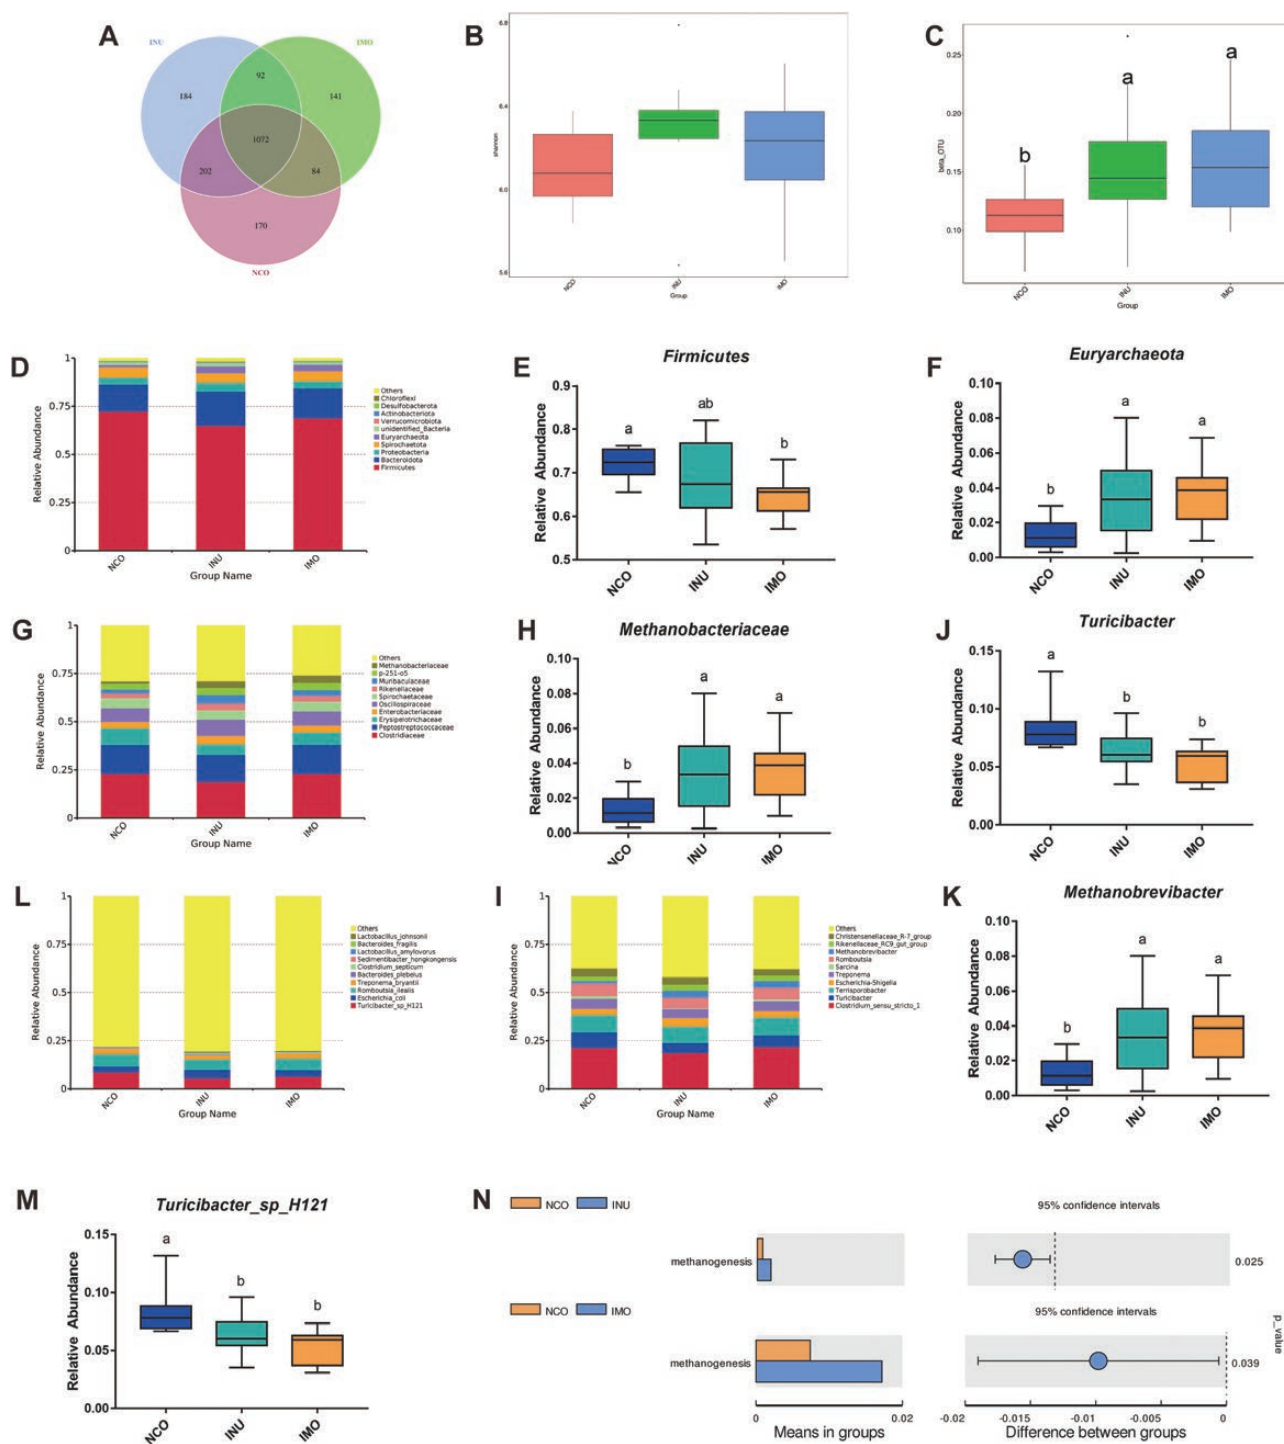 A
INU
IMO
92
184
141
1072
202
84
170
NCO
B
6.8
6.4
6.0
5.6
shannon
NCO
INU
IMO
Group
C
0.25
0.20
0.15
0.10
beta_OTU
b
a
a
NCO
INU
IMO
Group
D
1
0.75
0.5
0.25
0
Relative Abundance
NCO
INU
IMO
Group Name
Others
Chloroflexi
Desulfobacterota
Actinobacteriota
Verrucomicrobiota
unidentified_Bacteria
Euryarchaeota
Spirochaetota
Proteobacteria
Bacteroidota
Firmicutes
E
Firmicutes
0.9
0.8
0.7
0.6
0.5
Relative Abundance
a
ab
b
NCO
INU
IMO
F
Euryarchaeota
0.10
0.08
0.06
0.04
0.02
0.00
Relative Abundance
b
a
a
NCO
INU
IMO
G
1
0.75
0.5
0.25
0
Relative Abundance
NCO
INU
IMO
Group Name
Others
Methanobacteriaceae
p-251-o5
Muribaculaceae
Rikenellaceae
Spirochaetaceae
Oscillospiraceae
Enterobacteriaceae
Erysipelotrichaceae
Peptostreptococcaceae
Clostridiaceae
H
Methanobacteriaceae
0.10
0.08
0.06
0.04
0.02
0.00
Relative Abundance
b
a
a
NCO
INU
IMO
J
Turicibacter
0.15
0.10
0.05
0.00
Relative Abundance
a
b
b
NCO
INU
IMO
L
1
0.75
0.5
0.25
0
Relative Abundance
NCO
INU
IMO
Group Name
Others
Lactobacillus_johnsonii
Bacteroides_fragilis
Lactobacillus_amylovorus
Sedimentibacter_hongkongensis
Clostridium_septicum
Bacteroides_plebeius
Treponema_bryantii
Romboutsia_ilealis
Escherichia_coli
Turicibacter_sp_H121
I
1
0.75
0.5
0.25
0
Relative Abundance
NCO
INU
IMO
Group Name
Others
Christensenellaceae_R-7_group
Rikenellaceae_RC9_gut_group
Methanobrevibacter
Romboutsia
Sarcina
Treponema
Escherichia-Shigella
Terrisporobacter
Turicibacter
Clostridium_sensu_stricto_1
K
Methanobrevibacter
0.10
0.08
0.06
0.04
0.02
0.00
Relative Abundance
b
a
a
NCO
INU
IMO
M
Turicibacter_sp_H121
0.15
0.10
0.05
0.00
Relative Abundance
a
b
b
NCO
INU
IMO
N
NCO INU
95% confidence intervals
methanogenesis
0.025
NCO IMO
95% confidence intervals
methanogenesis
0.039
p_value
0 0.02
Means in groups
-0.02 -0.015 -0.01 -0.005 0
Difference between groups